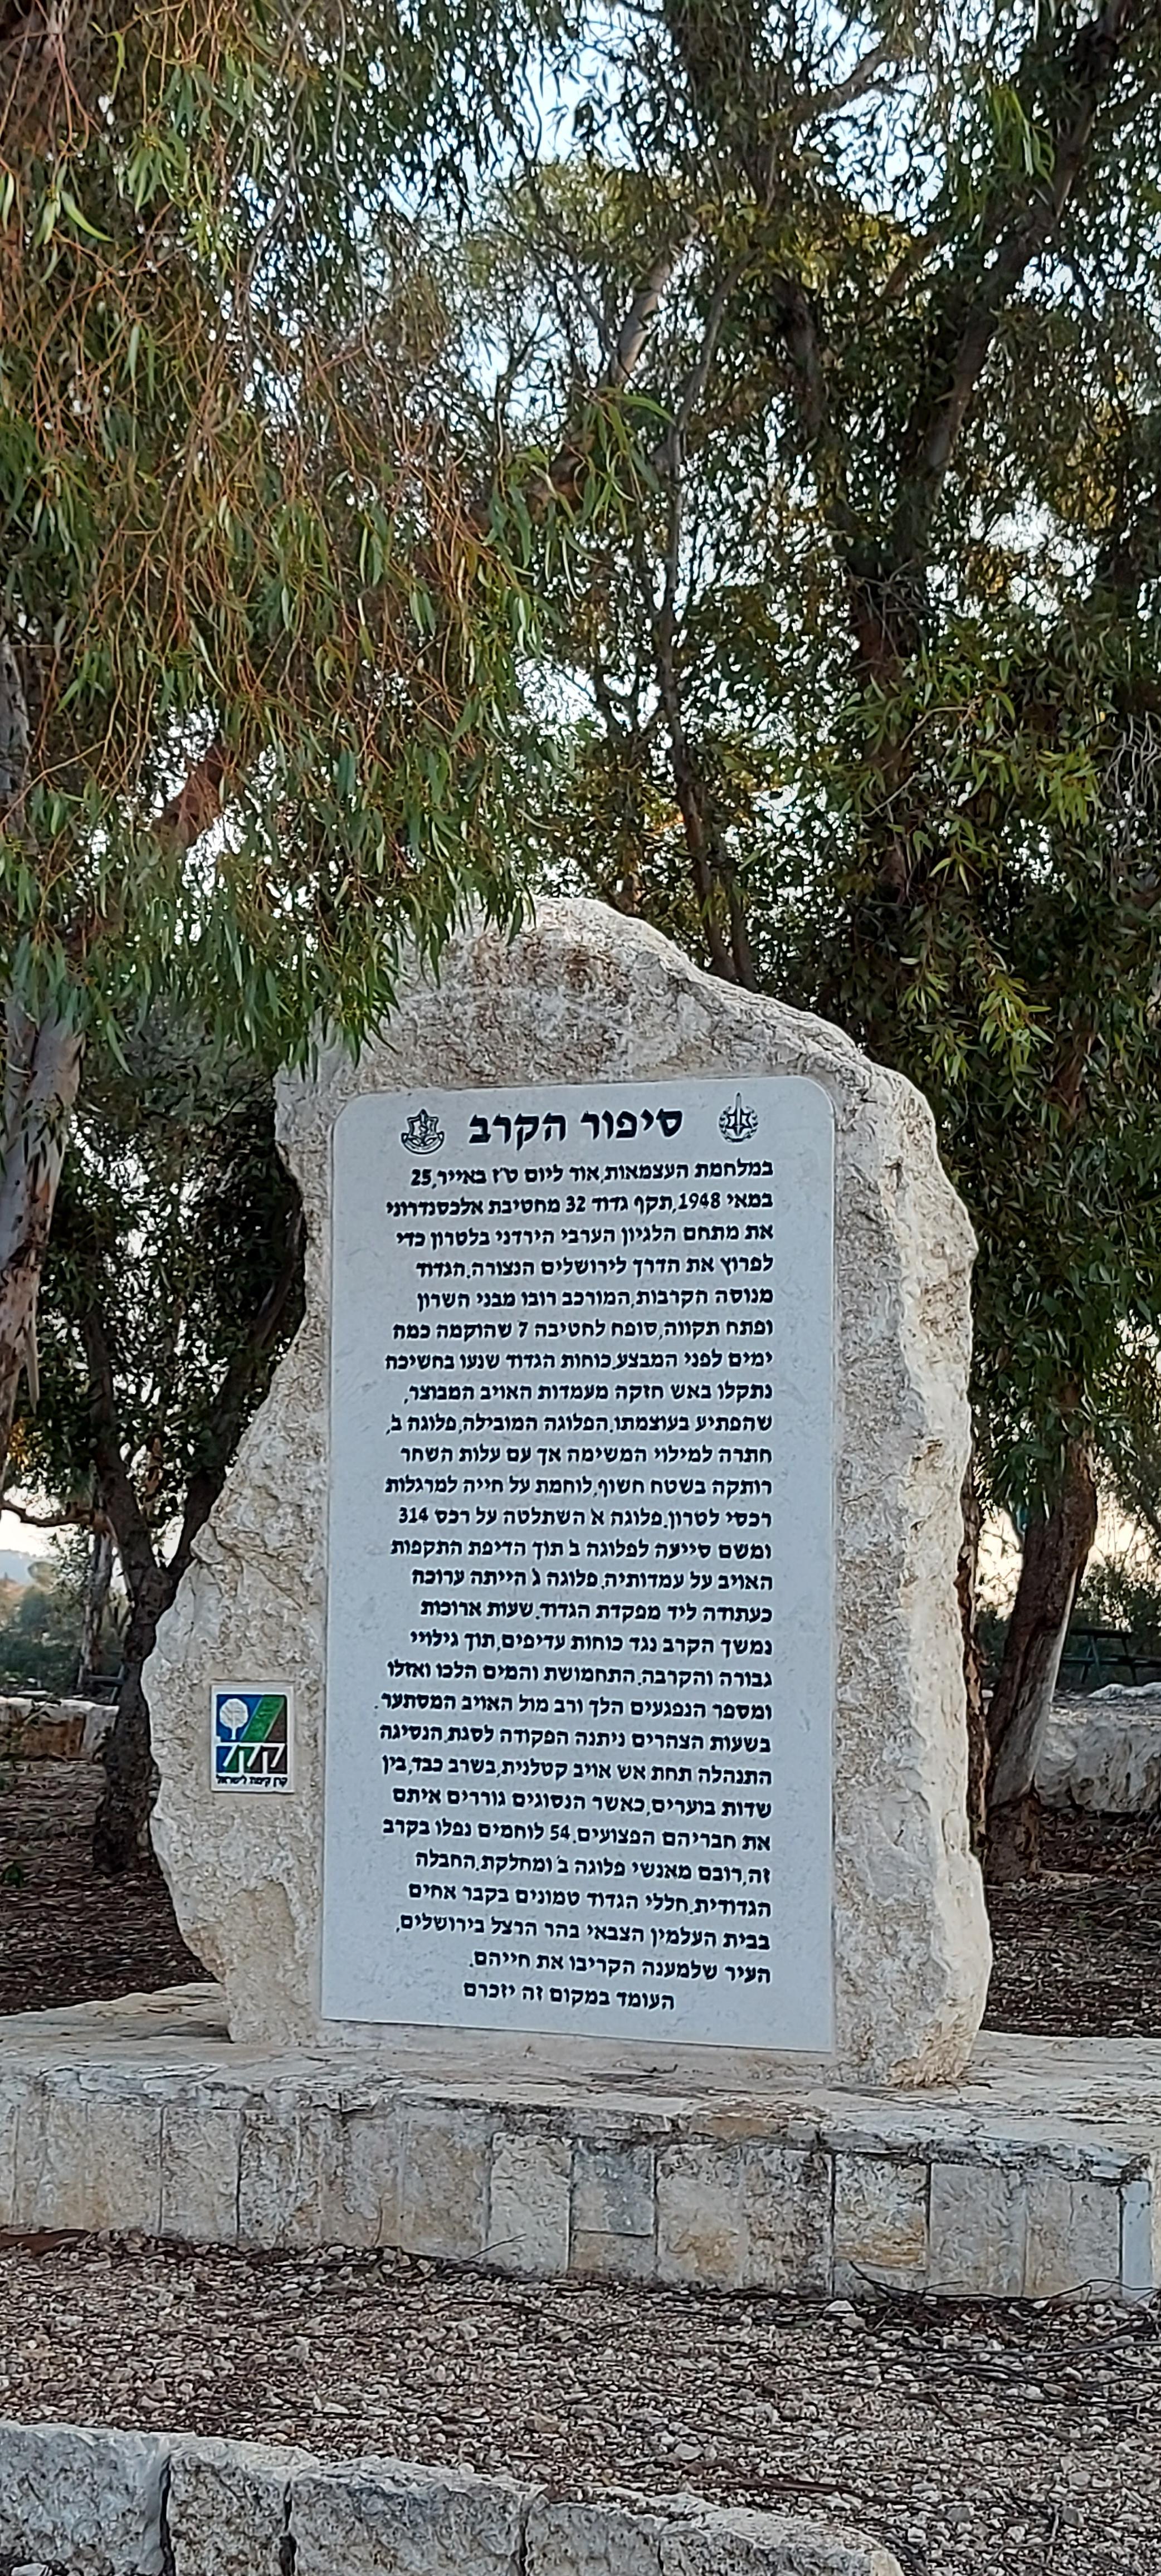 סיפור הקרב
במלחמת העצמאות,אור ליום ט"ז באייר,25
במאי 1948,תקף גדוד 32 מחטיבת אלכסנדרוני
את מתחם הלגיון הערבי הירדני בלטרון כדי
לפרוץ את הדרך לירושלים הנצורה.הגדוד
מנוסה הקרבות,המורכב רובו מבני השרון
ופתח תקווה,סופח לחטיבה 7 שהוקמה כמה
ימים לפני המבצע.כוחות הגדוד שנעו בחשיכה
נתקלו באש חזקה מעמדות האויב המבוצר,
שהפתיע בעוצמתו.הפלוגה המובילה,פלוגה ב,
חתרה למילוי המשימה אך עם עלות השחר
רותקה בשטח חשוף,לוחמת על חייה למרגלות
רכסי לטרון.פלוגה א' השתלטה על רכס 314
ומשם סייעה לפלוגה ב' תוך הדיפת התקפות
האויב על עמדותיה.פלוגה ג' הייתה ערוכה
כעתודה ליד מפקדת הגדוד.שעות ארוכות
נמשך הקרב נגד כוחות עדיפים,תוך גילויי
גבורה והקרבה.התחמושת והמים הלכו ואזלו
ומספר הנפגעים הלך ורב מול האויב המסתער.
בשעות הצהרים ניתנה הפקודה לסגת.הנסיגה
התנהלה תחת אש אויב קטלנית,בשרב כבד,בין
שדות בוערים,כאשר הנסוגים גוררים איתם
את חבריהם הפצועים.54 לוחמים נפלו בקרב
זה,רובם מאנשי פלוגה ב' ומחלקת.החבלה
הגדודית.חללי הגדוד טמונים בקבר אחים
בבית העלמין הצבאי בהר הרצל בירושלים,
העיר שלמענה הקריבו את חייהם.
העומד במקום זה יזכרם
קקל
קרן קימת לישראל